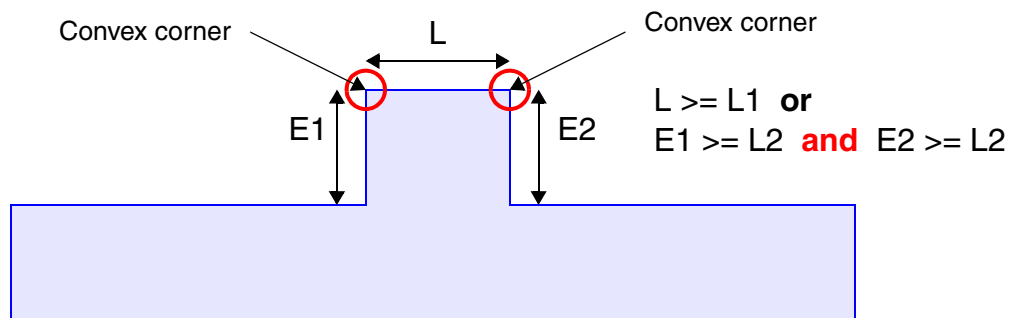 Convex corner
L
Convex corner
E1
E2
L >= L1 or
E1 >= L2 and E2 >= L2